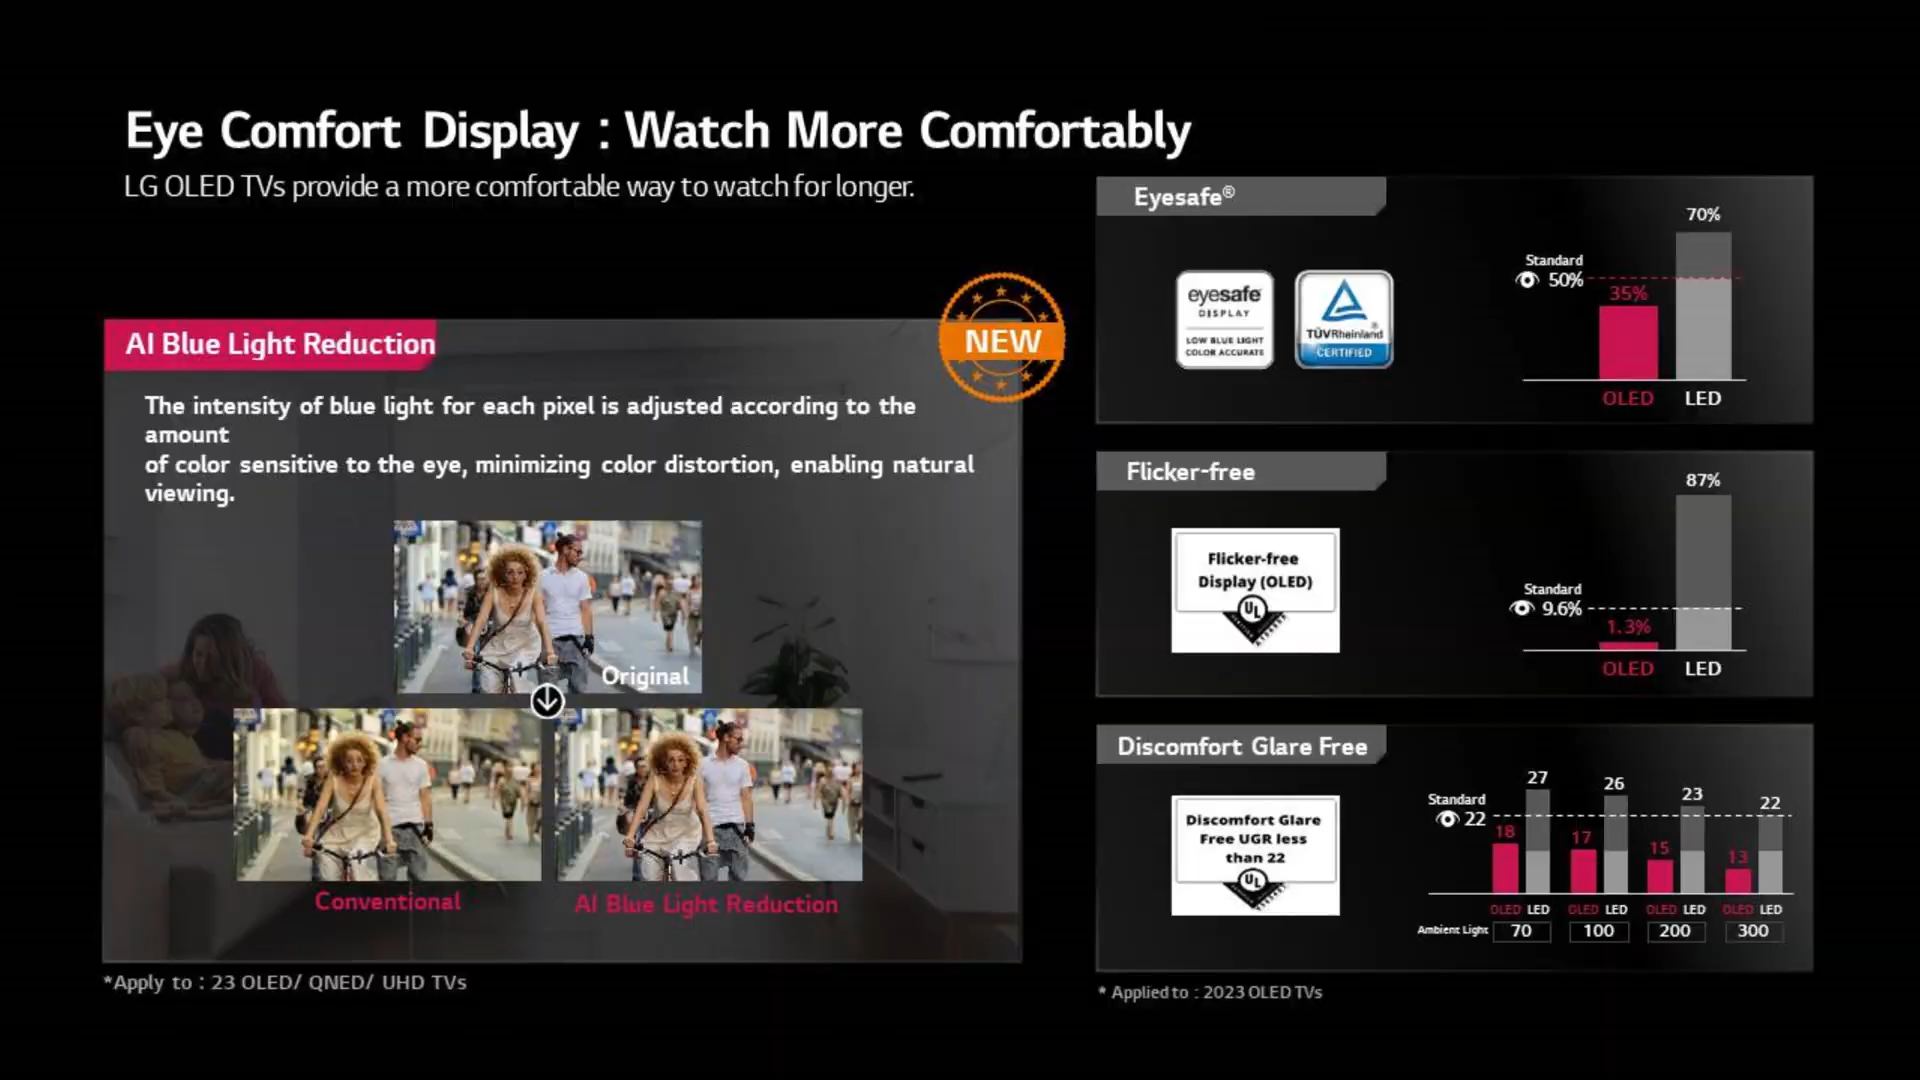 Eye Comfort Display : Watch More Comfortably
LG OLED TVs provide a more comfortable way to watch for longer.
NEW
AI Blue Light Reduction
The intensity of blue light for each pixel is adjusted according to the
amount
of color sensitive to the eye, minimizing color distortion, enabling natural
viewing.
Original
Conventional
AI Blue Light Reduction
*Apply to : 23 OLED/ QNED/ UHD TVs
Eyesafe®
eyesafe
DISPLAY
LOW BLUE LIGHT
COLOR ACCURATE
TÜVRheinland®
CERTIFIED
70%
Standard
50%
35%
OLED LED
Flicker-free
Flicker-free
Display (OLED)
UL
87%
Standard
9.6%
1.3%
OLED LED
Discomfort Glare Free
Discomfort Glare
Free UGR less
than 22
UL
27 26 23 22
Standard
22
18 17 15 13
OLED LED OLED LED OLED LED OLED LED
Ambient Light 70 100 200 300
* Applied to : 2023 OLED TVs